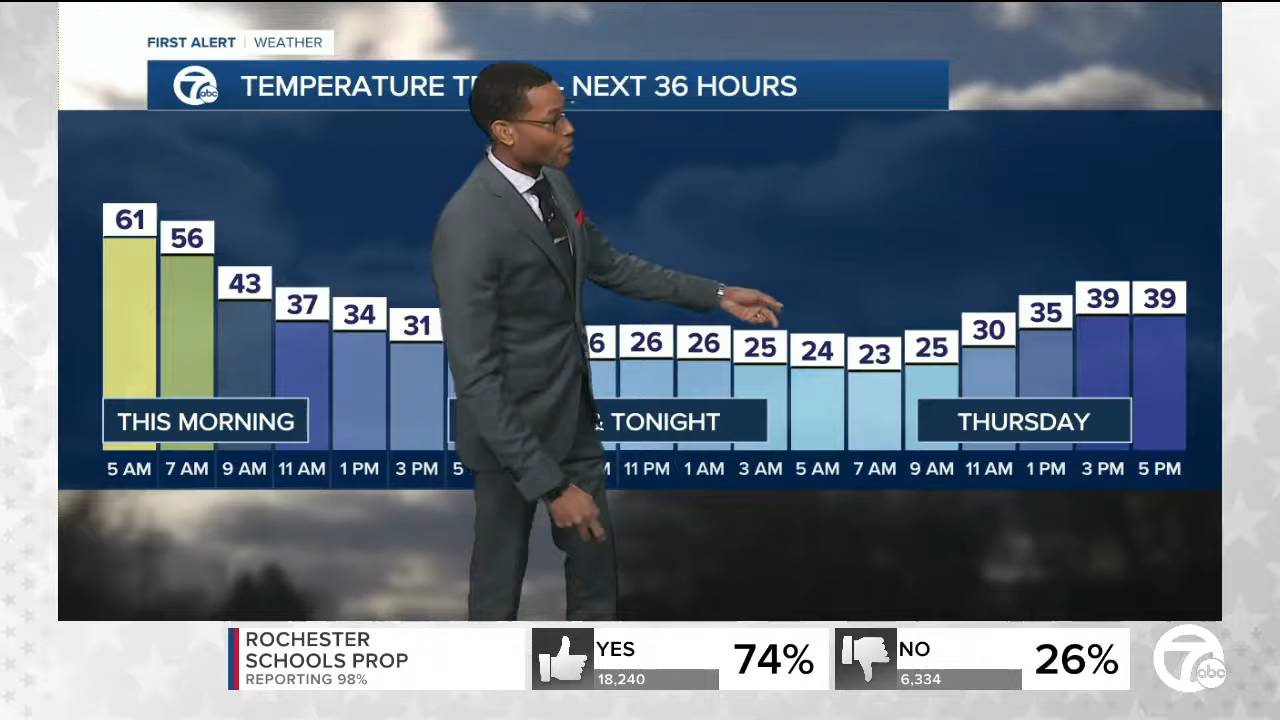 FIRST ALERT WEATHER
7 abc TEMPERATURE - NEXT 36 HOURS
61 56 43 37 34 31 26 26 25 24 23 25 30 35 39 39
THIS MORNING & TONIGHT THURSDAY
5 AM 7 AM 9 AM 11 AM 1 PM 3 PM 11 PM 1 AM 3 AM 5 AM 7 AM 9 AM 11 AM 1 PM 3 PM 5 PM
ROCHESTER
SCHOOLS PROP
REPORTING 98%
YES
18,240
74%
NO
6,334
26%
7 abc